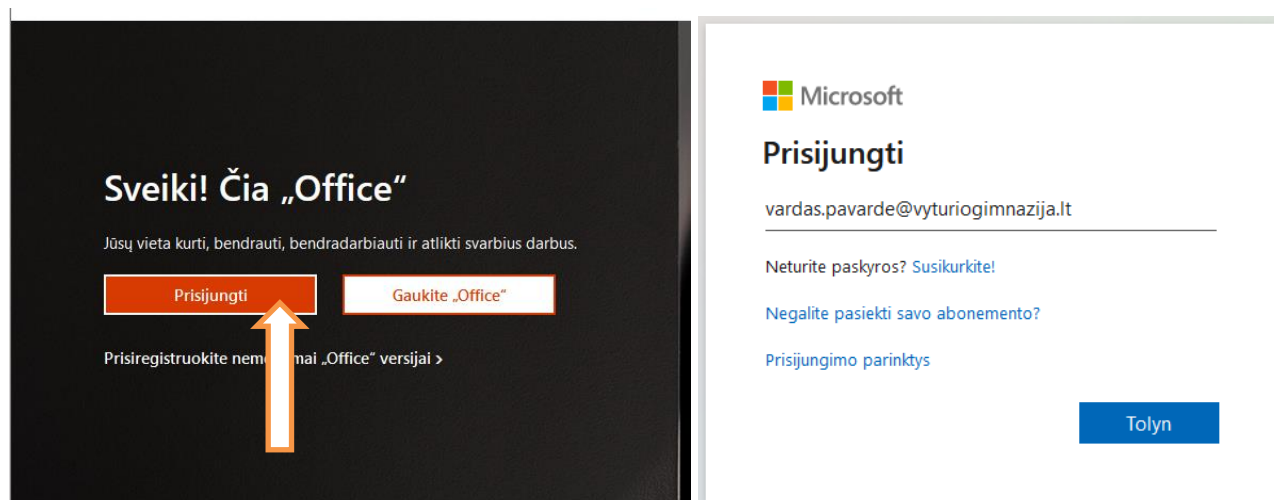 Sveiki! Čia „Office“
Jūsų vieta kurti, bendrauti, bendradarbiauti ir atlikti svarbius darbus.
Prisijungti
Gaukite „Office“
Prisiregistruokite „Office“ versijai >
Microsoft
Prisijungti
vardas.pavarde@vyturiogimnazija.lt
Neturite paskyros? Susikurkite!
Negalite pasiekti savo abonemento?
Prisijungimo parinktys
Tolyn